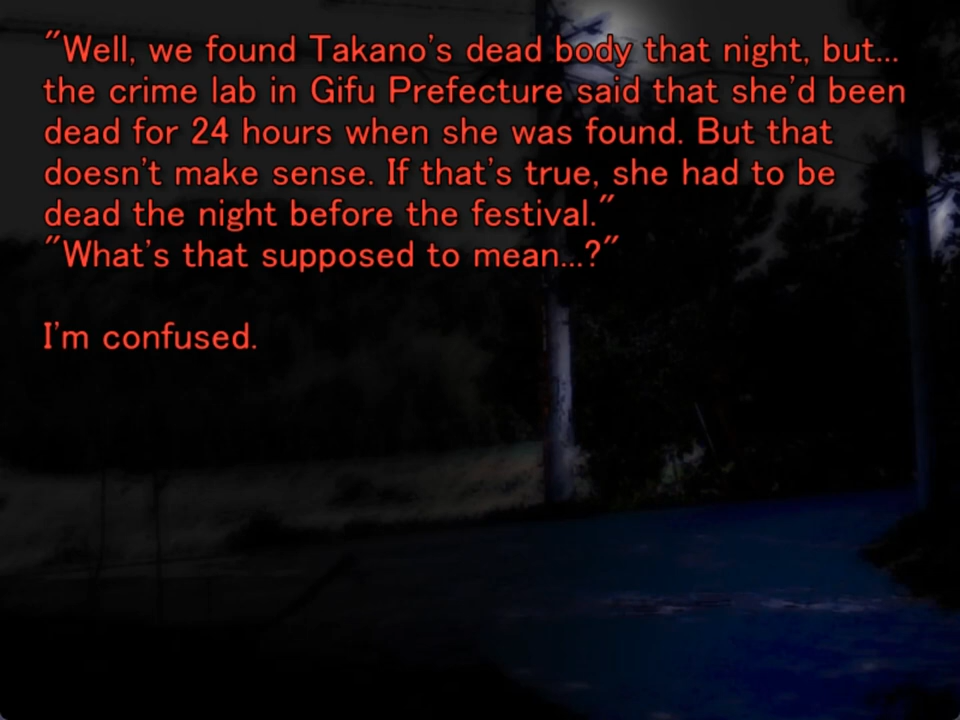 "Well, we found Takano's dead body that night, but...
the crime lab in Gifu Prefecture said that she'd been
dead for 24 hours when she was found. But that
doesn't make sense. If that's true, she had to be
dead the night before the festival."
"What's that supposed to mean...?"
I'm confused.